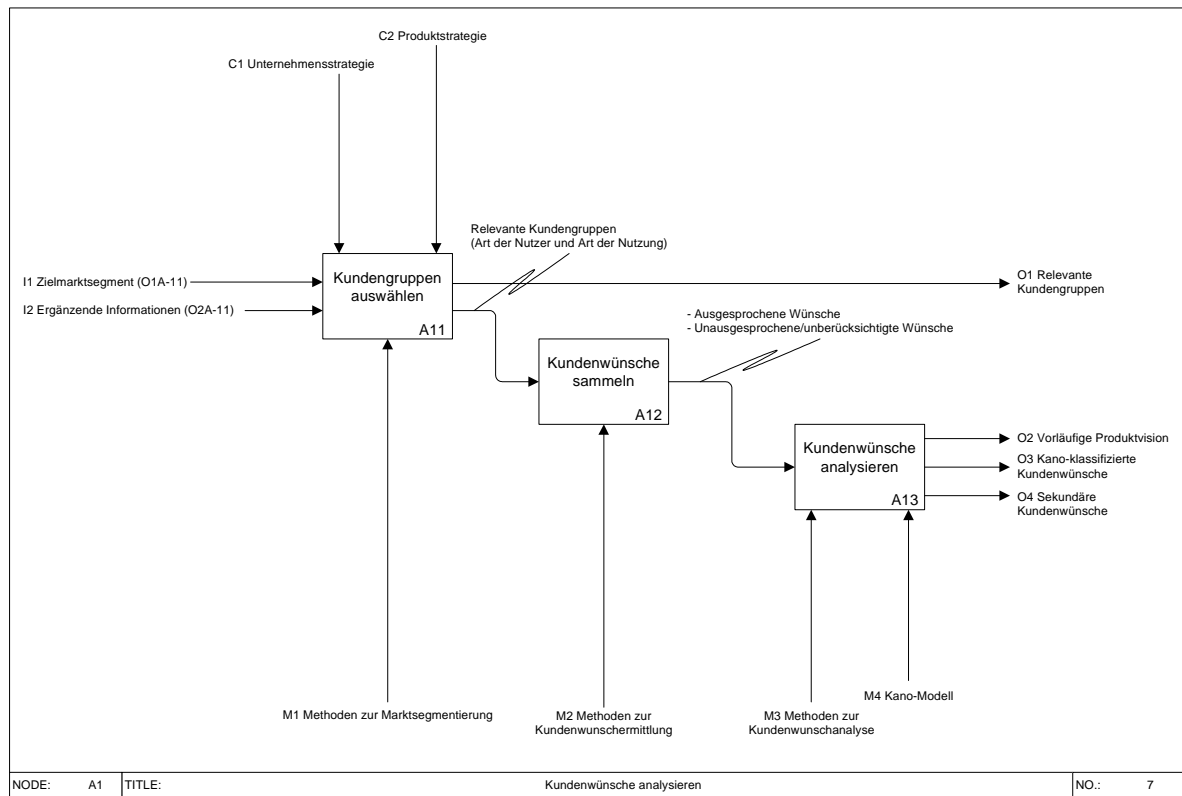 C2 Produktstrategie
C1 Unternehmensstrategie
Relevante Kundengruppen
(Art der Nutzer und Art der Nutzung)
I1 Zielmarktsegment (O1A-11)
I2 Ergänzende Informationen (O2A-11)
Kundengruppen
auswählen
A11
O1 Relevante
Kundengruppen
- Ausgesprochene Wünsche
- Unausgesprochene/unberücksichtigte Wünsche
Kundenwünsche
sammeln
A12
Kundenwünsche
analysieren
A13
O2 Vorläufige Produktvision
O3 Kano-klassifizierte
Kundenwünsche
O4 Sekundäre
Kundenwünsche
M1 Methoden zur Marktsegmentierung
M2 Methoden zur
Kundenwunschermittlung
M3 Methoden zur
Kundenwunschanalyse
M4 Kano-Modell
NODE: A1 TITLE: Kundenwünsche analysieren NO.: 7